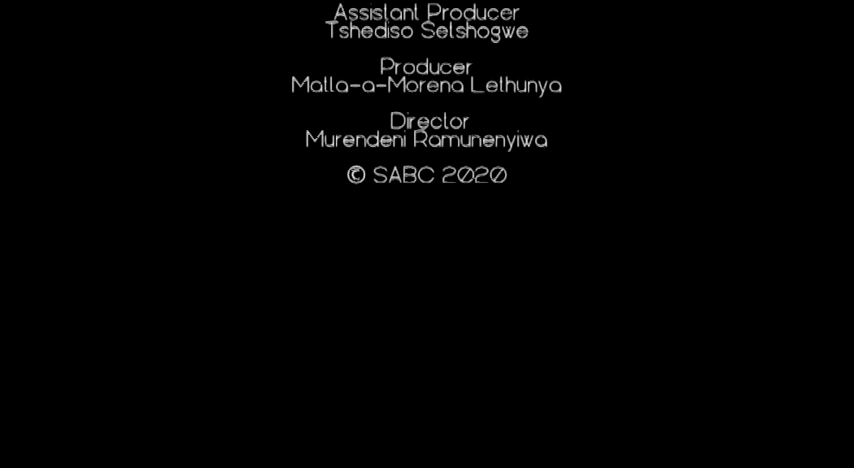 Assistant Producer
Tshediso Setshogwe
Producer
Matla-a-Morena Lethunya
Director
Murendeni Ramunenyiwa
© SABC 2020